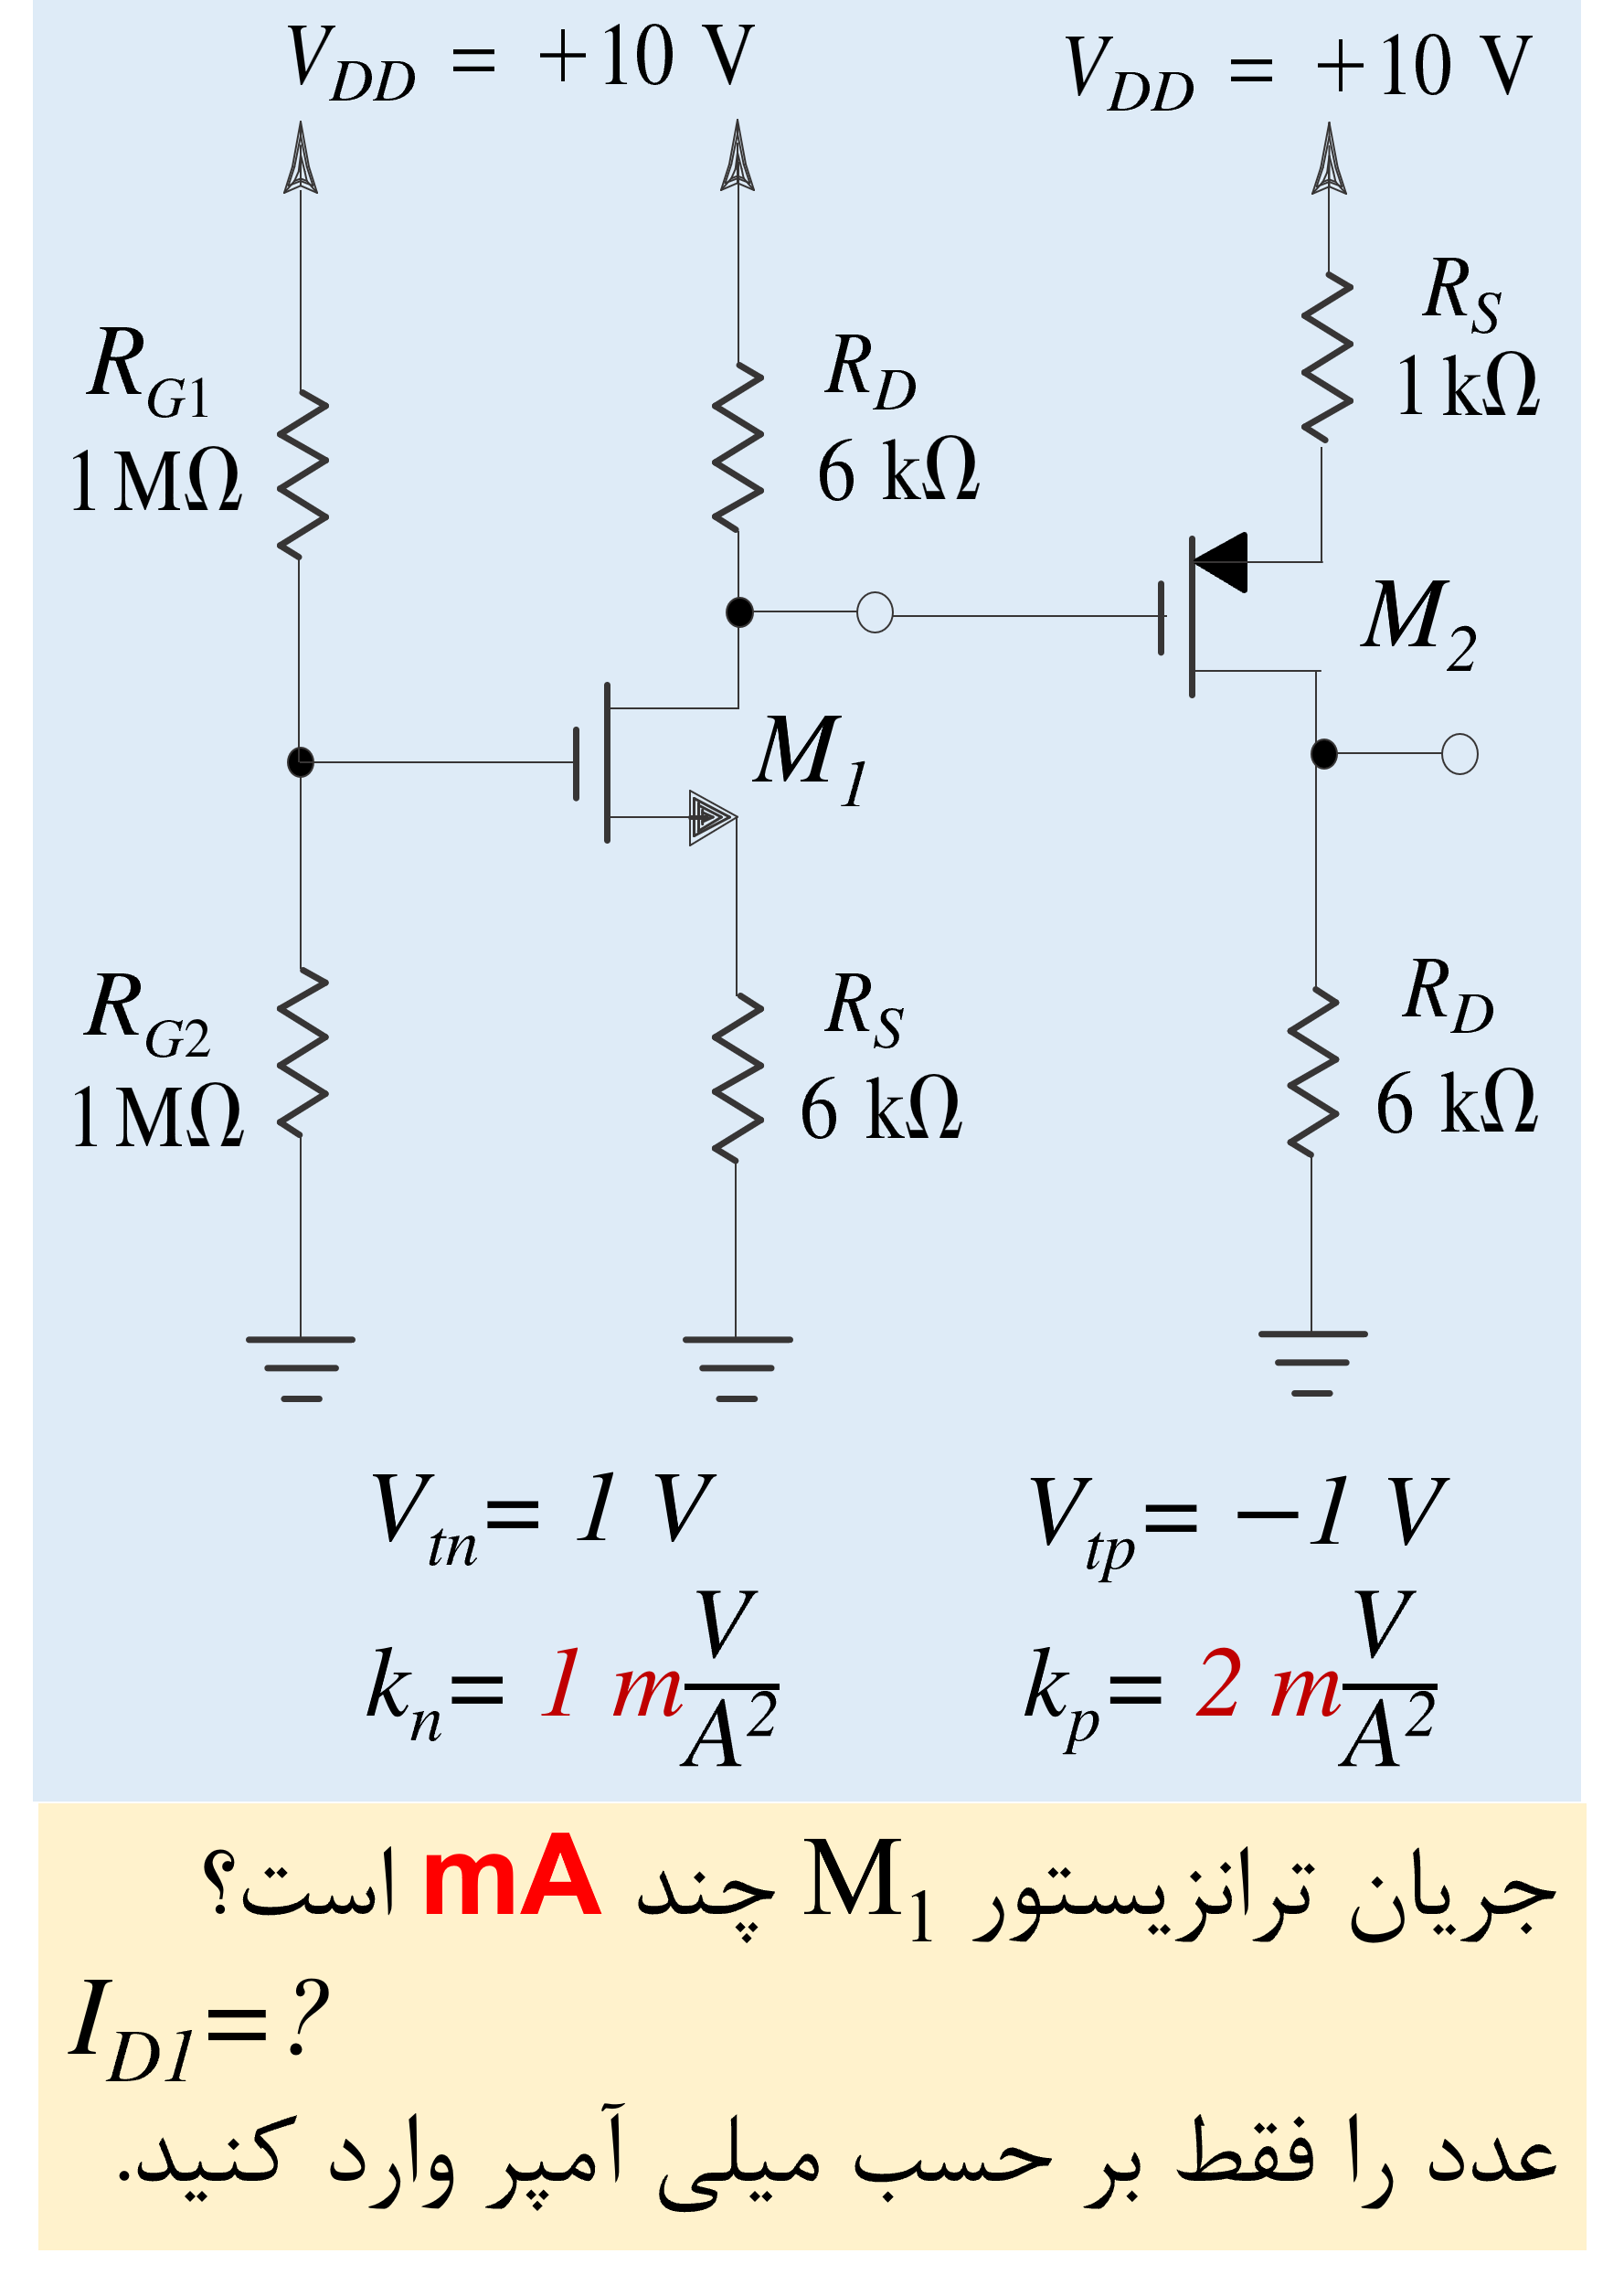 V_DD = +10 V
V_DD = +10 V
R_G1
1 MΩ
R_D
6 kΩ
R_S
1 kΩ
M_1
M_2
R_G2
1 MΩ
R_S
6 kΩ
R_D
6 kΩ
V_tn= 1 V
V_tp= −1 V
k_n= 1 m V/A²
k_p= 2 m V/A²
جریان ترانزیستور M₁ چند mA است؟
I_D1=?
عدد را فقط بر حسب میلی آمپر وارد کنید.